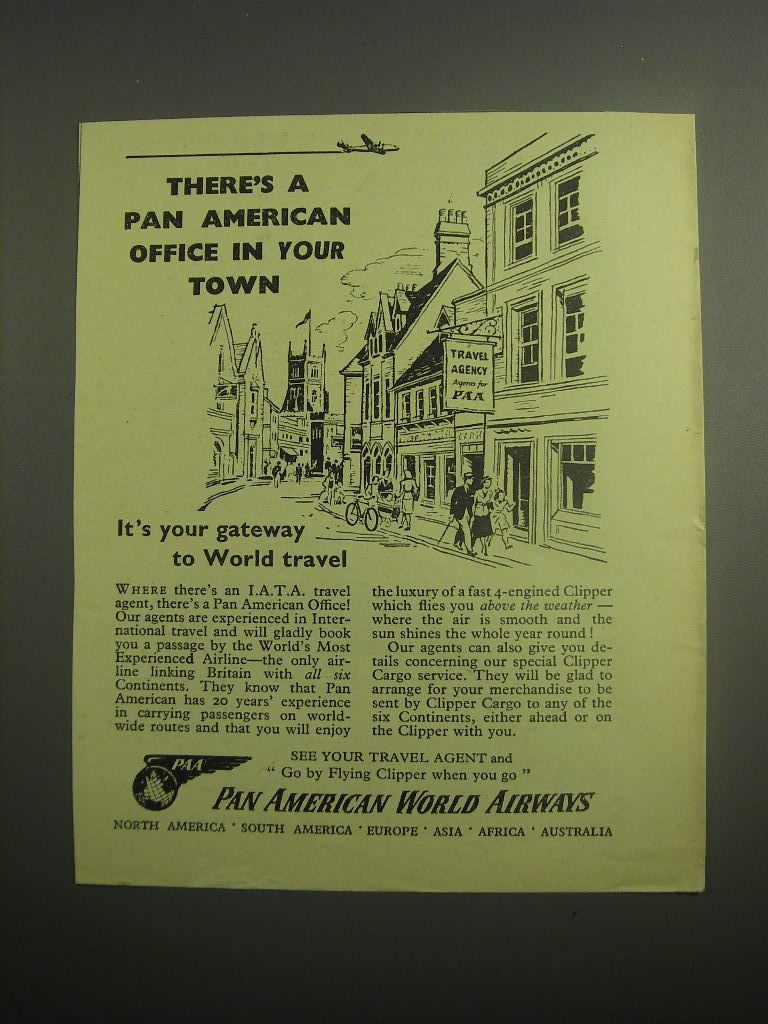 THERE'S A
PAN AMERICAN
OFFICE IN YOUR
TOWN
TRAVEL
AGENCY
Agents for
PAA
It's your gateway
to World travel
WHERE there's an I.A.T.A. travel
agent, there's a Pan American Office!
Our agents are experienced in Inter-
national travel and will gladly book
you a passage by the World's Most
Experienced Airline—the only air-
line linking Britain with all six
Continents. They know that Pan
American has 20 years' experience
in carrying passengers on world-
wide routes and that you will enjoy
the luxury of a fast 4-engined Clipper
which flies you above the weather —
where the air is smooth and the
sun shines the whole year round!
Our agents can also give you de-
tails concerning our special Clipper
Cargo service. They will be glad to
arrange for your merchandise to be
sent by Clipper Cargo to any of the
six Continents, either ahead or on
the Clipper with you.
PAA
SEE YOUR TRAVEL AGENT and
" Go by Flying Clipper when you go "
PAN AMERICAN WORLD AIRWAYS
NORTH AMERICA · SOUTH AMERICA · EUROPE · ASIA · AFRICA · AUSTRALIA